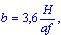 b = 3,6 H/af ,